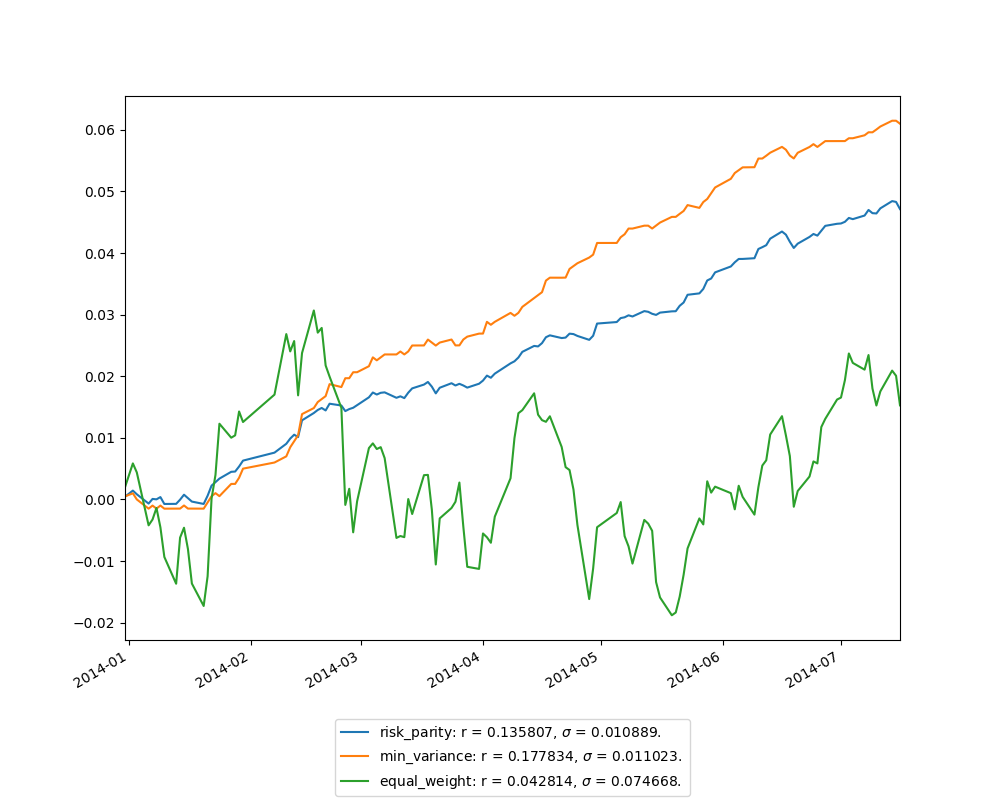 0.06
0.05
0.04
0.03
0.02
0.01
0.00
−0.01
−0.02
2014-01 2014-02 2014-03 2014-04 2014-05 2014-06 2014-07
risk_parity: r = 0.135807, σ = 0.010889.
min_variance: r = 0.177834, σ = 0.011023.
equal_weight: r = 0.042814, σ = 0.074668.